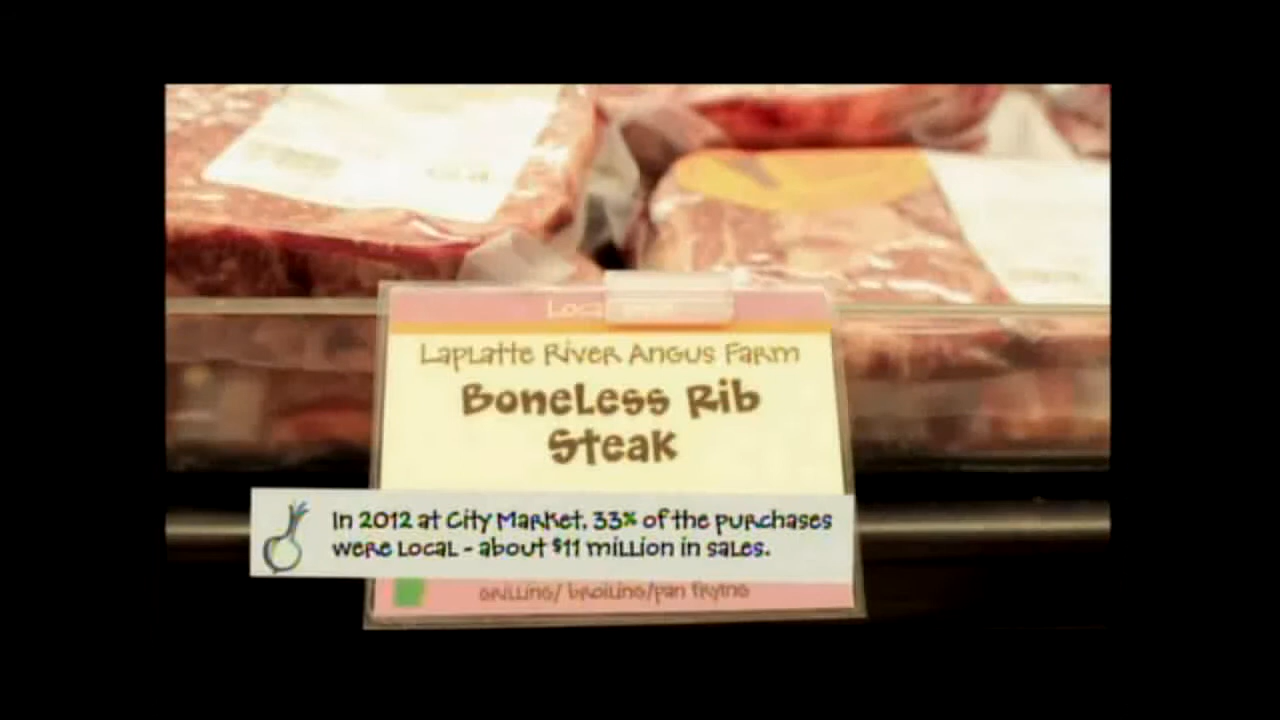 Local
LaPlatte River Angus Farm
Boneless Rib
Steak
In 2012 at City Market, 33% of the purchases
were local - about $11 million in sales.
grilling/ broiling/pan frying